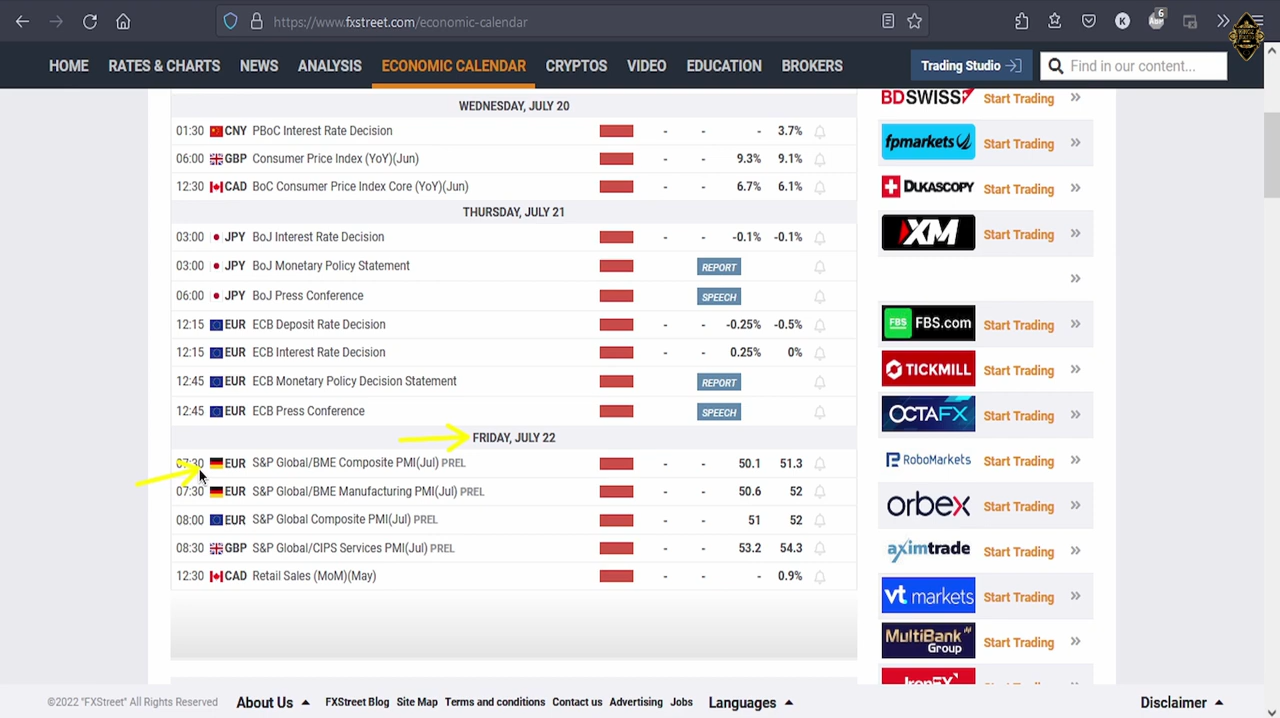 https://www.fxstreet.com/economic-calendar
6
K
HOME RATES & CHARTS NEWS ANALYSIS ECONOMIC CALENDAR CRYPTOS VIDEO EDUCATION BROKERS Trading Studio Find in our content...
WEDNESDAY, JULY 20
01:30 CNY PBoC Interest Rate Decision - - - 3.7%
06:00 GBP Consumer Price Index (YoY)(Jun) - - 9.3% 9.1%
12:30 CAD BoC Consumer Price Index Core (YoY)(Jun) - - 6.7% 6.1%
THURSDAY, JULY 21
03:00 JPY BoJ Interest Rate Decision - - -0.1% -0.1%
03:00 JPY BoJ Monetary Policy Statement REPORT
06:00 JPY BoJ Press Conference SPEECH
12:15 EUR ECB Deposit Rate Decision - - -0.25% -0.5%
12:15 EUR ECB Interest Rate Decision - - 0.25% 0%
12:45 EUR ECB Monetary Policy Decision Statement REPORT
12:45 EUR ECB Press Conference SPEECH
FRIDAY, JULY 22
07:30 EUR S&P Global/BME Composite PMI(Jul) PREL - - 50.1 51.3
07:30 EUR S&P Global/BME Manufacturing PMI(Jul) PREL - - 50.6 52
08:00 EUR S&P Global Composite PMI(Jul) PREL - - 51 52
08:30 GBP S&P Global/CIPS Services PMI(Jul) PREL - - 53.2 54.3
12:30 CAD Retail Sales (MoM)(May) - - - 0.9%
BDSWISS Start Trading
fpmarkets Start Trading
DUKASCOPY Start Trading
XM Start Trading
FBS FBS.com Start Trading
TICKMILL Start Trading
OCTAFX Start Trading
RoboMarkets Start Trading
orbex Start Trading
aximtrade Start Trading
vt markets Start Trading
MultiBank Group Start Trading
©2022 "FXStreet" All Rights Reserved About Us FXStreet Blog Site Map Terms and conditions Contact us Advertising Jobs Languages Disclaimer